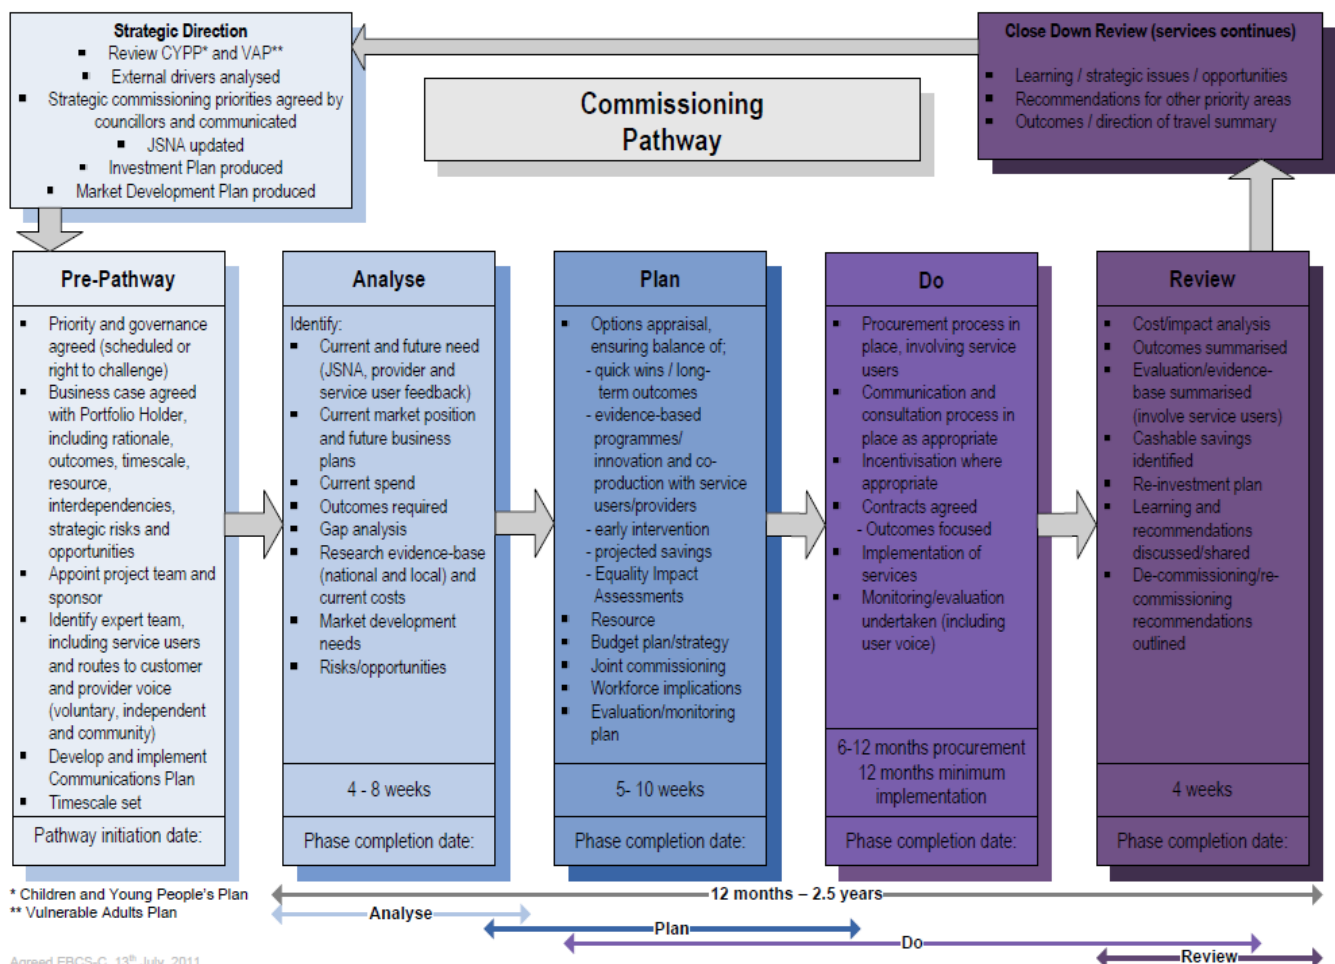 Strategic Direction
▪ Review CYPP* and VAP**
▪ External drivers analysed
▪ Strategic commissioning priorities agreed by
councillors and communicated
▪ JSNA updated
▪ Investment Plan produced
▪ Market Development Plan produced
Commissioning
Pathway
Close Down Review (services continues)
▪ Learning / strategic issues / opportunities
▪ Recommendations for other priority areas
▪ Outcomes / direction of travel summary
Pre-Pathway
▪ Priority and governance
agreed (scheduled or
right to challenge)
▪ Business case agreed
with Portfolio Holder,
including rationale,
outcomes, timescale,
resource,
interdependencies,
strategic risks and
opportunities
▪ Appoint project team and
sponsor
▪ Identify expert team,
including service users
and routes to customer
and provider voice
(voluntary, independent
and community)
▪ Develop and implement
Communications Plan
▪ Timescale set
Pathway initiation date:
Analyse
Identify:
▪ Current and future need
(JSNA, provider and
service user feedback)
▪ Current market position
and future business
plans
▪ Current spend
▪ Outcomes required
▪ Gap analysis
▪ Research evidence-base
(national and local) and
current costs
▪ Market development
needs
▪ Risks/opportunities
4 - 8 weeks
Phase completion date:
Plan
▪ Options appraisal,
ensuring balance of;
- quick wins / long-
term outcomes
- evidence-based
programmes/
innovation and co-
production with service
users/providers
- early intervention
- projected savings
- Equality Impact
Assessments
▪ Resource
▪ Budget plan/strategy
▪ Joint commissioning
▪ Workforce implications
▪ Evaluation/monitoring
plan
5- 10 weeks
Phase completion date:
Do
▪ Procurement process in
place, involving service
users
▪ Communication and
consultation process in
place as appropriate
▪ Incentivisation where
appropriate
▪ Contracts agreed
- Outcomes focused
▪ Implementation of
services
▪ Monitoring/evaluation
undertaken (including
user voice)
6-12 months procurement
12 months minimum
implementation
Phase completion date:
Review
▪ Cost/impact analysis
▪ Outcomes summarised
▪ Evaluation/evidence-
base summarised
(involve service users)
▪ Cashable savings
identified
▪ Re-investment plan
▪ Learning and
recommendations
discussed/shared
▪ De-commissioning/re-
commissioning
recommendations
outlined
4 weeks
Phase completion date:
* Children and Young People's Plan
** Vulnerable Adults Plan
12 months – 2.5 years
Analyse
Plan
Do
Review
Agreed EBCS-C 13th July, 2011